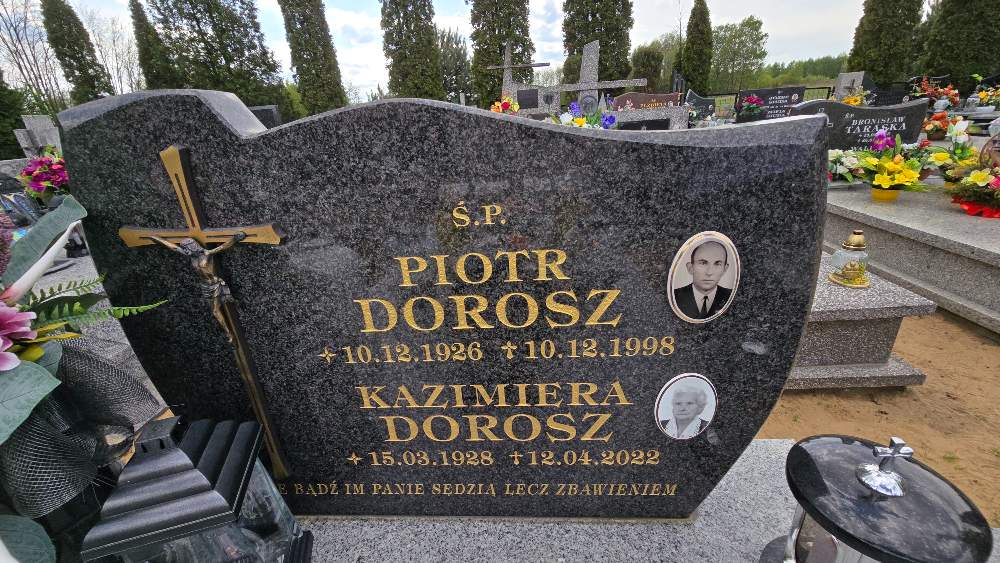 Ś.P.
PIOTR
DOROSZ
10.12.1926 10.12.1998
KAZIMIERA
DOROSZ
15.03.1928 12.04.2022
BĄDŹ IM PANIE SĘDZIĄ LECZ ZBAWIENIEM
Ś.P.
BRONISŁAW
TARASKA